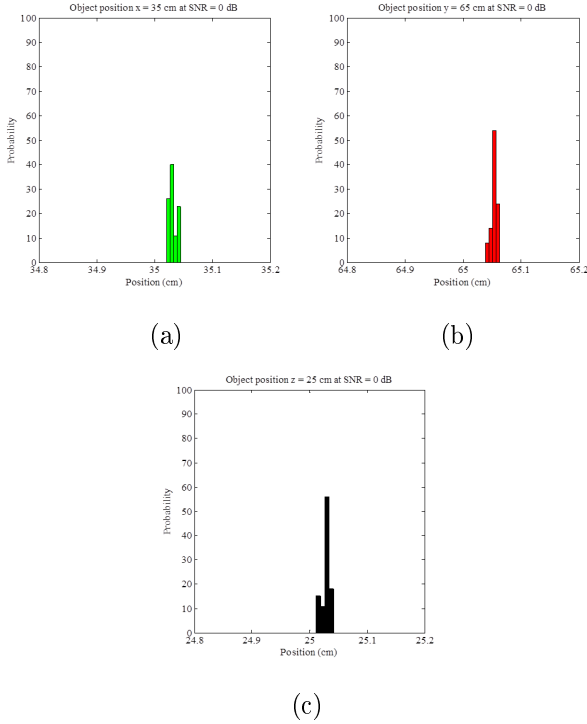 Object position x = 35 cm at SNR = 0 dB
100
90
80
70
60
50
40
30
20
10
0
Probability
34.8 34.9 35 35.1 35.2
Position (cm)
(a)
Object position y = 65 cm at SNR = 0 dB
100
90
80
70
60
50
40
30
20
10
0
Probability
64.8 64.9 65 65.1 65.2
Position (cm)
(b)
Object position z = 25 cm at SNR = 0 dB
100
90
80
70
60
50
40
30
20
10
0
Probability
24.8 24.9 25 25.1 25.2
Position (cm)
(c)